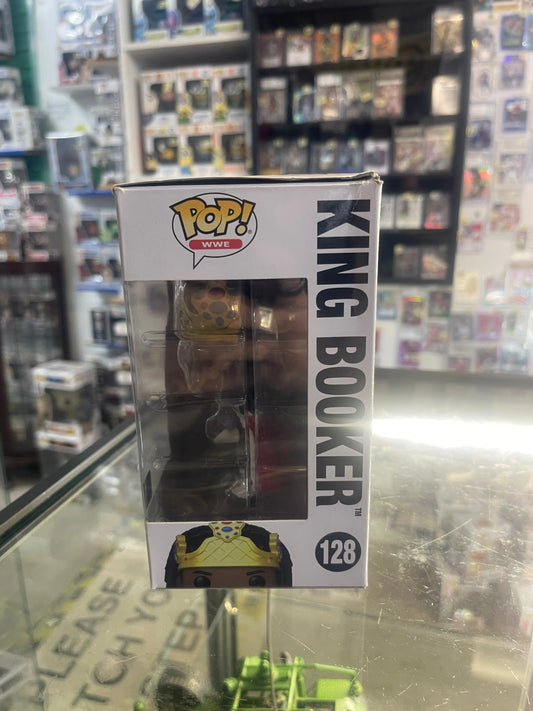 POP!
WWE
KING BOOKER™
128
PLEASE
TCH YO
STEP